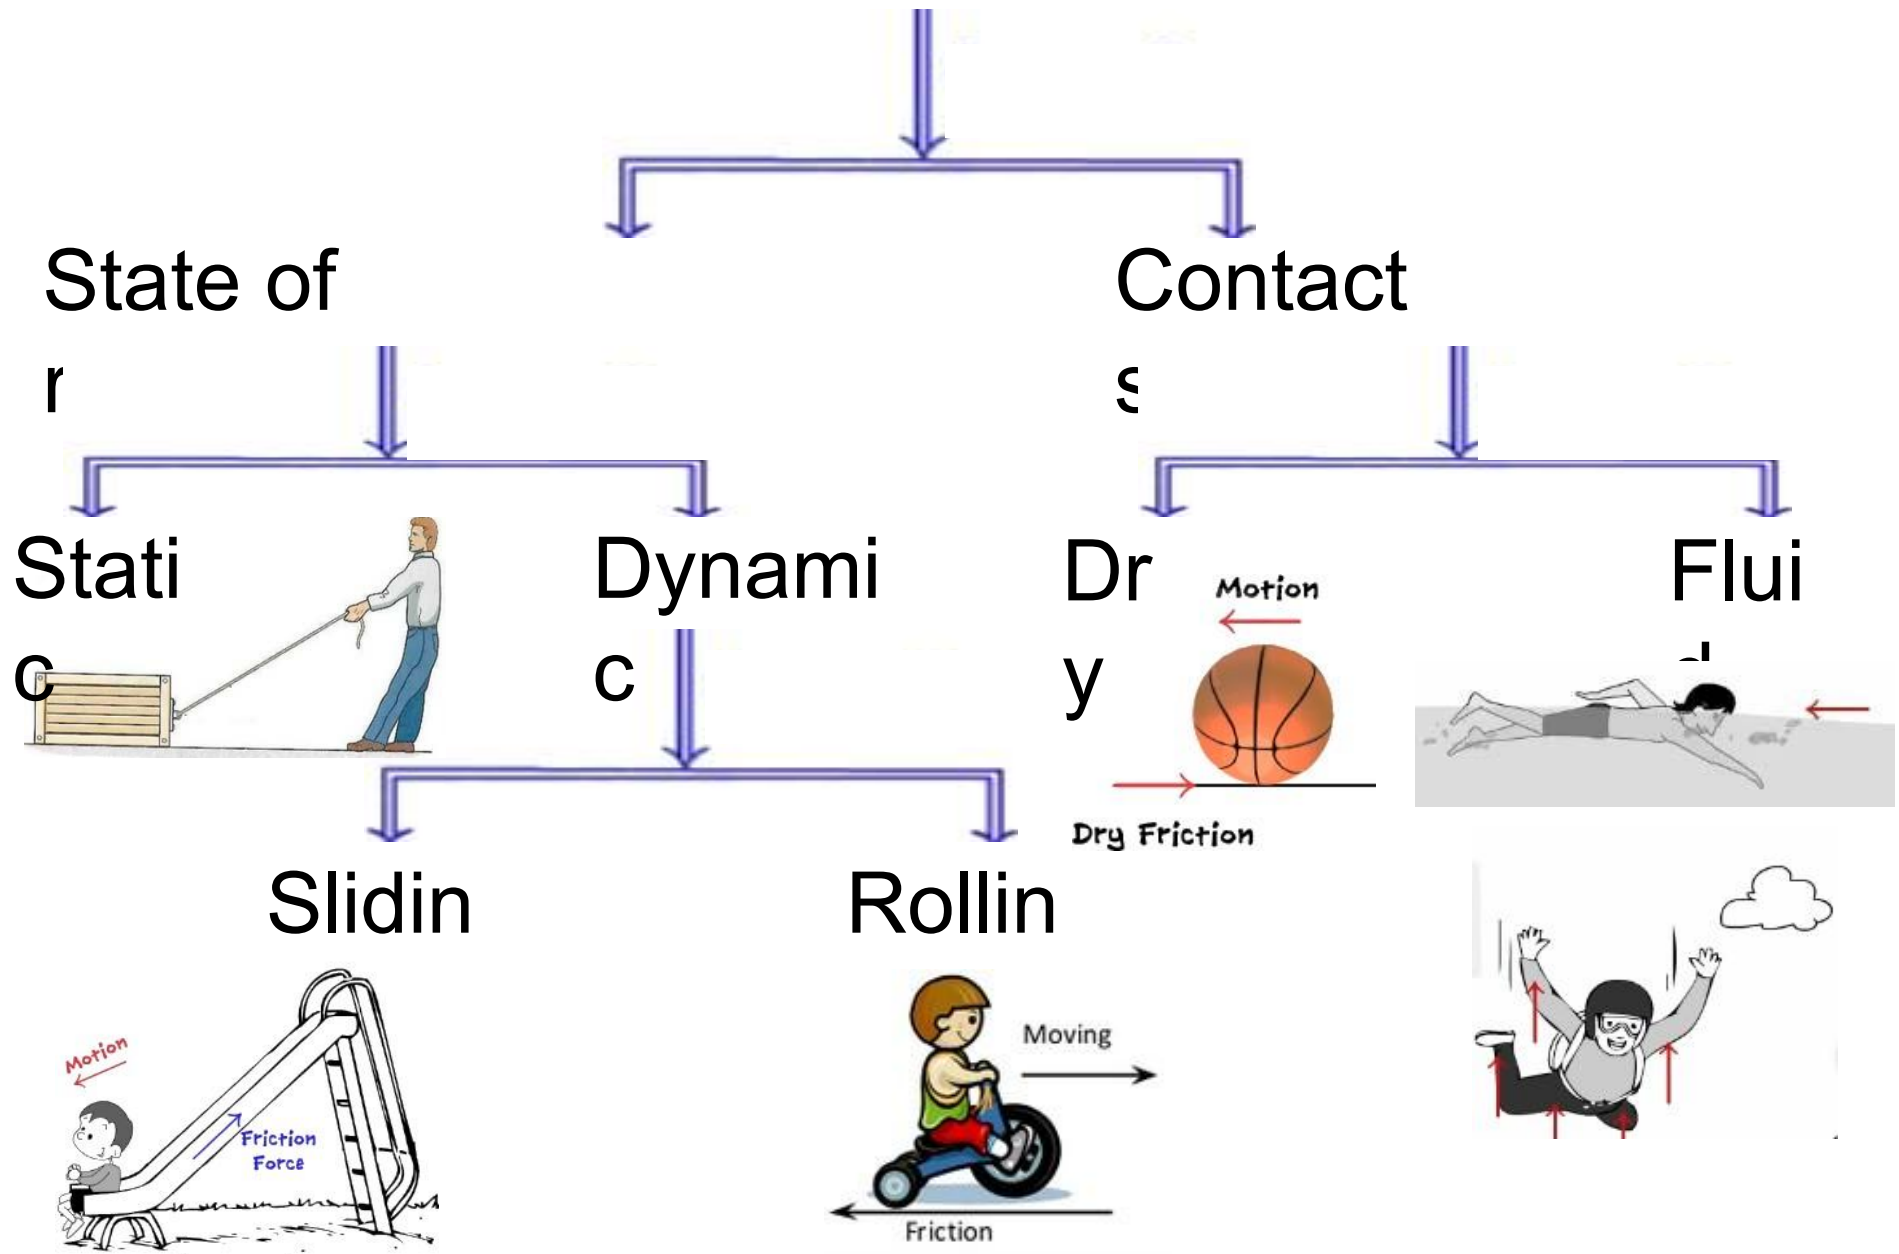 State of
r
Contact
s
Stati
c
Dynami
c
Dr
y
Flui
d
Motion
Dry Friction
Slidin
Rollin
Motion
Friction
Force
Moving
Friction